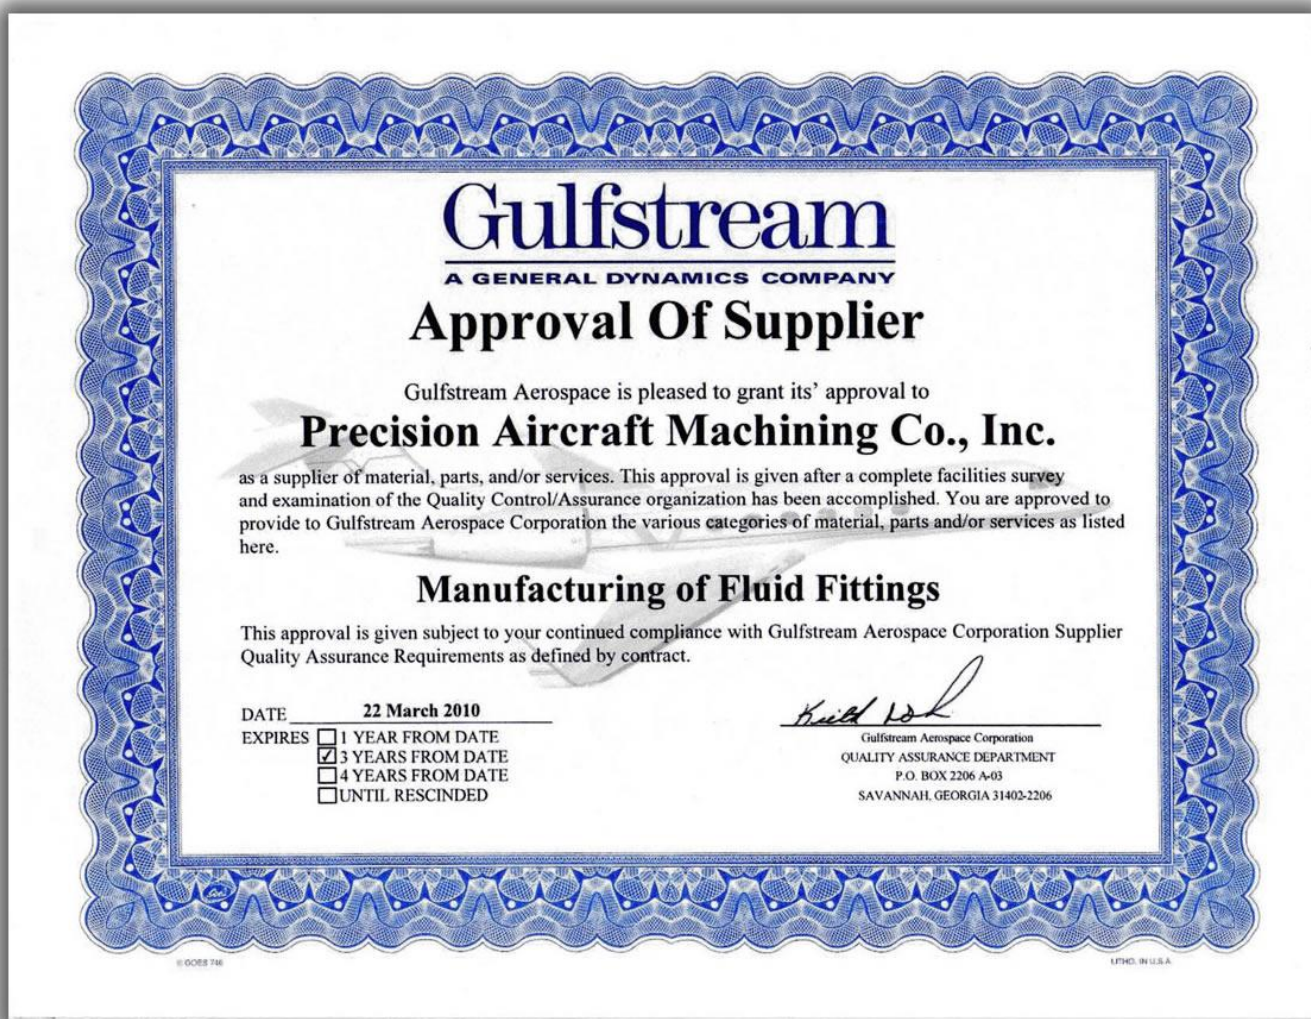 Gulfstream
A GENERAL DYNAMICS COMPANY
Approval Of Supplier
Gulfstream Aerospace is pleased to grant its' approval to
Precision Aircraft Machining Co., Inc.
as a supplier of material, parts, and/or services. This approval is given after a complete facilities survey
and examination of the Quality Control/Assurance organization has been accomplished. You are approved to
provide to Gulfstream Aerospace Corporation the various categories of material, parts and/or services as listed
here.
Manufacturing of Fluid Fittings
This approval is given subject to your continued compliance with Gulfstream Aerospace Corporation Supplier
Quality Assurance Requirements as defined by contract.
DATE 22 March 2010
EXPIRES 1 YEAR FROM DATE
3 YEARS FROM DATE
4 YEARS FROM DATE
UNTIL RESCINDED
Gulfstream Aerospace Corporation
QUALITY ASSURANCE DEPARTMENT
P.O. BOX 2206 A-03
SAVANNAH, GEORGIA 31402-2206
© GOES 746
LITHO. IN U.S.A.